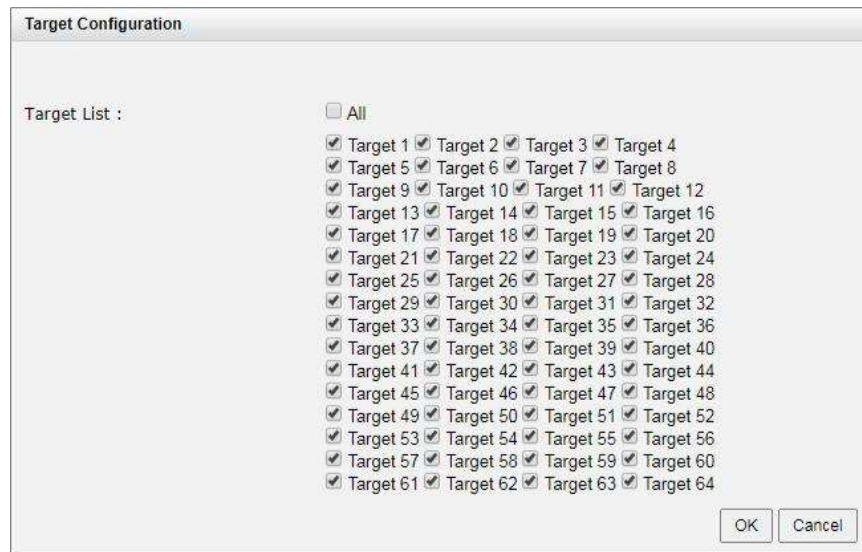 Target Configuration
Target List :
All
Target 1 Target 2 Target 3 Target 4
Target 5 Target 6 Target 7 Target 8
Target 9 Target 10 Target 11 Target 12
Target 13 Target 14 Target 15 Target 16
Target 17 Target 18 Target 19 Target 20
Target 21 Target 22 Target 23 Target 24
Target 25 Target 26 Target 27 Target 28
Target 29 Target 30 Target 31 Target 32
Target 33 Target 34 Target 35 Target 36
Target 37 Target 38 Target 39 Target 40
Target 41 Target 42 Target 43 Target 44
Target 45 Target 46 Target 47 Target 48
Target 49 Target 50 Target 51 Target 52
Target 53 Target 54 Target 55 Target 56
Target 57 Target 58 Target 59 Target 60
Target 61 Target 62 Target 63 Target 64
OK Cancel